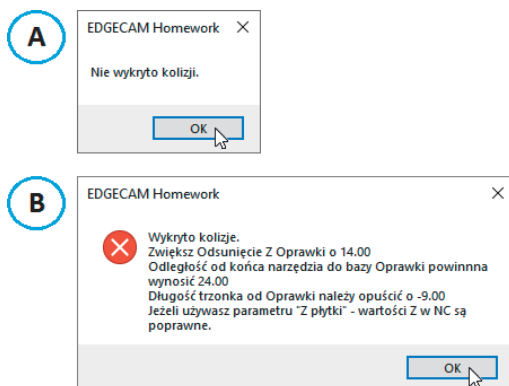 A
EDGECAM Homework
Nie wykryto kolizji.
OK
B
EDGECAM Homework
Wykryto kolizje.
Zwiększ Odsunięcie Z Oprawki o 14.00
Odległość od końca narzędzia do bazy Oprawki powinnna
wynosić 24.00
Długość trzonka od Oprawki należy opuścić o -9.00
Jeżeli używasz parametru "Z płytki" - wartości Z w NC są
poprawne.
OK